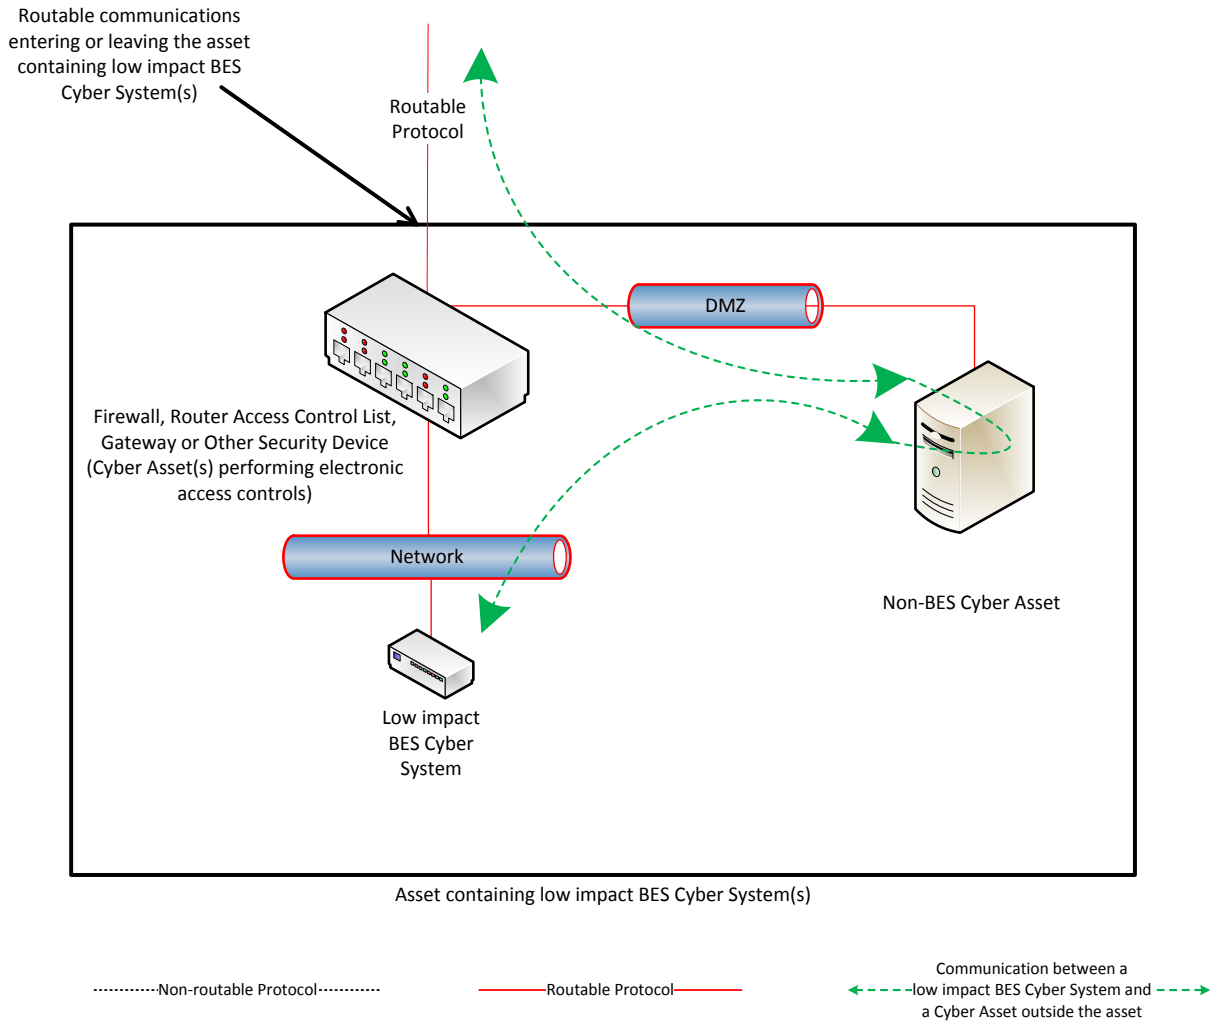 Routable communications
entering or leaving the asset
containing low impact BES
Cyber System(s)
Routable
Protocol
DMZ
Firewall, Router Access Control List,
Gateway or Other Security Device
(Cyber Asset(s) performing electronic
access controls)
Network
Non-BES Cyber Asset
Low impact
BES Cyber
System
Asset containing low impact BES Cyber System(s)
Non-routable Protocol
Routable Protocol
Communication between a
low impact BES Cyber System and
a Cyber Asset outside the asset